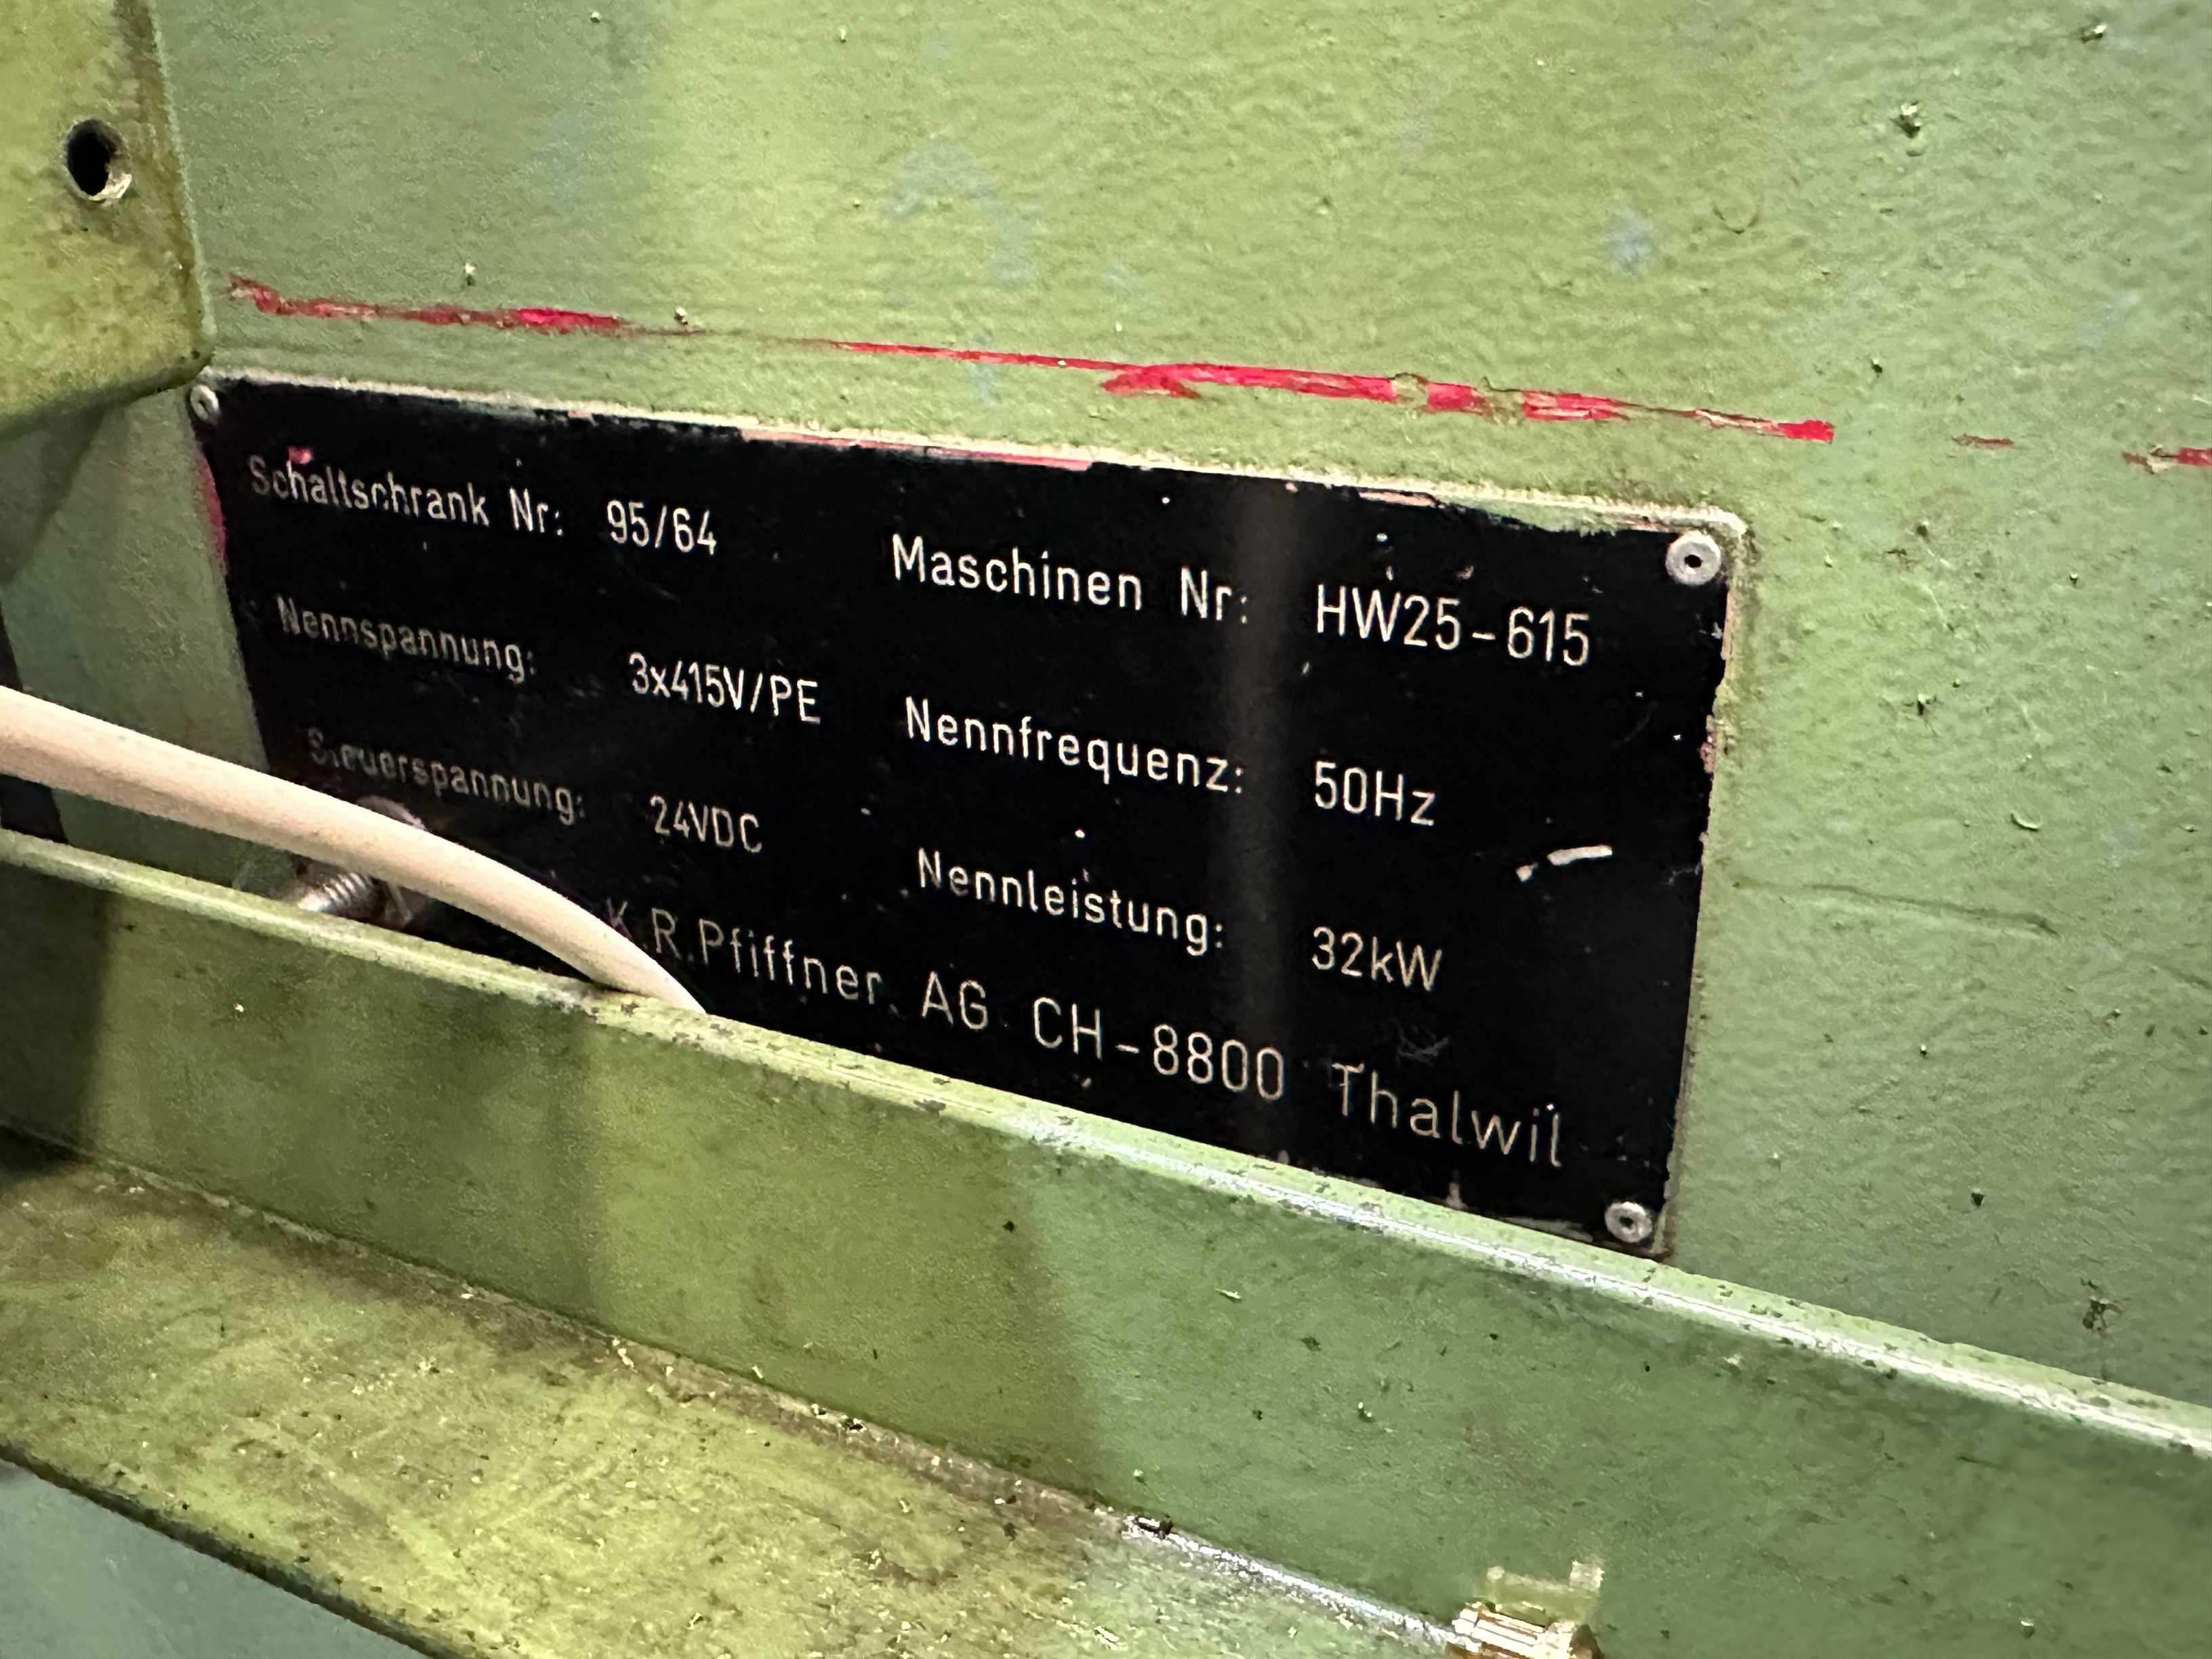 Schaltschrank Nr: 95/64 Maschinen Nr: HW25-615
Nennspannung: 3x415V/PE Nennfrequenz: 50Hz
Steuerspannung: 24VDC Nennleistung: 32kW
K.R.Pfiffner AG CH-8800 Thalwil